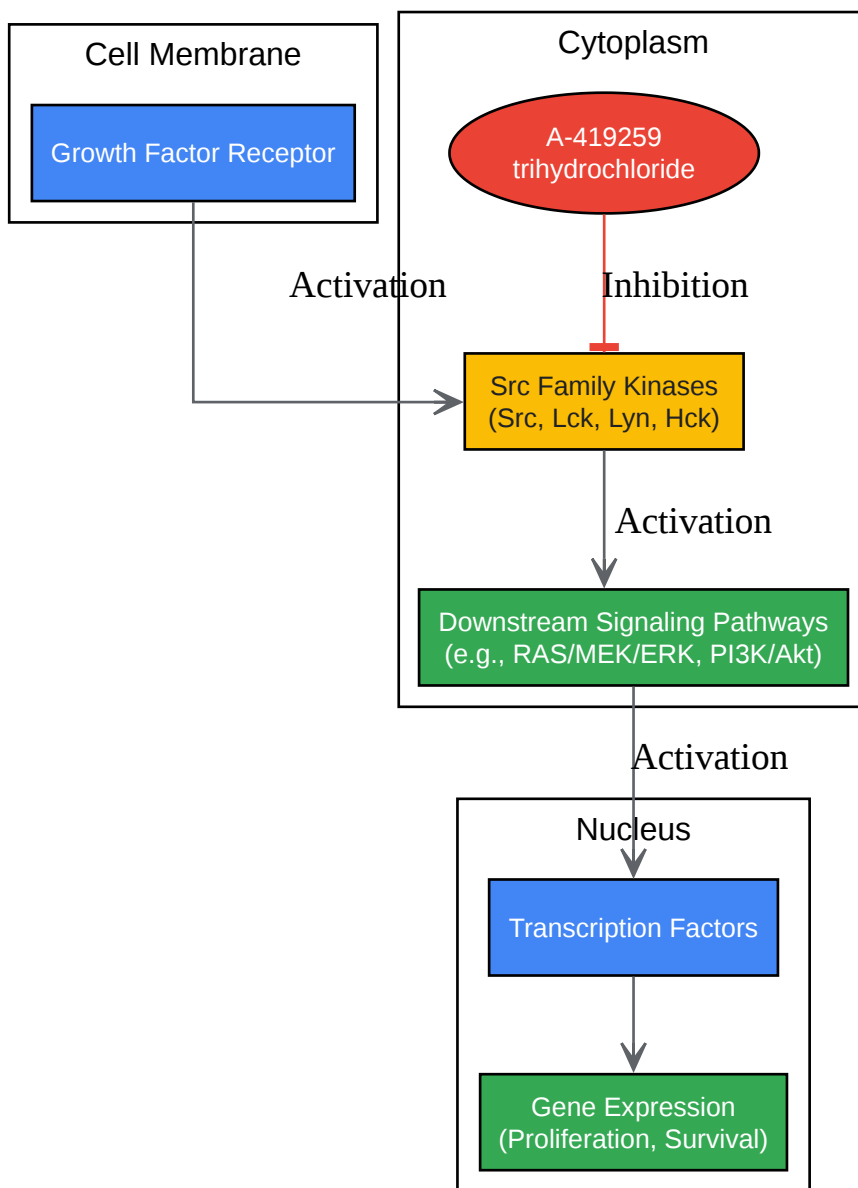 Cell Membrane
Growth Factor Receptor
Cytoplasm
A-419259
trihydrochloride
Activation
Inhibition
Src Family Kinases
(Src, Lck, Lyn, Hck)
Activation
Downstream Signaling Pathways
(e.g., RAS/MEK/ERK, PI3K/Akt)
Activation
Nucleus
Transcription Factors
Gene Expression
(Proliferation, Survival)